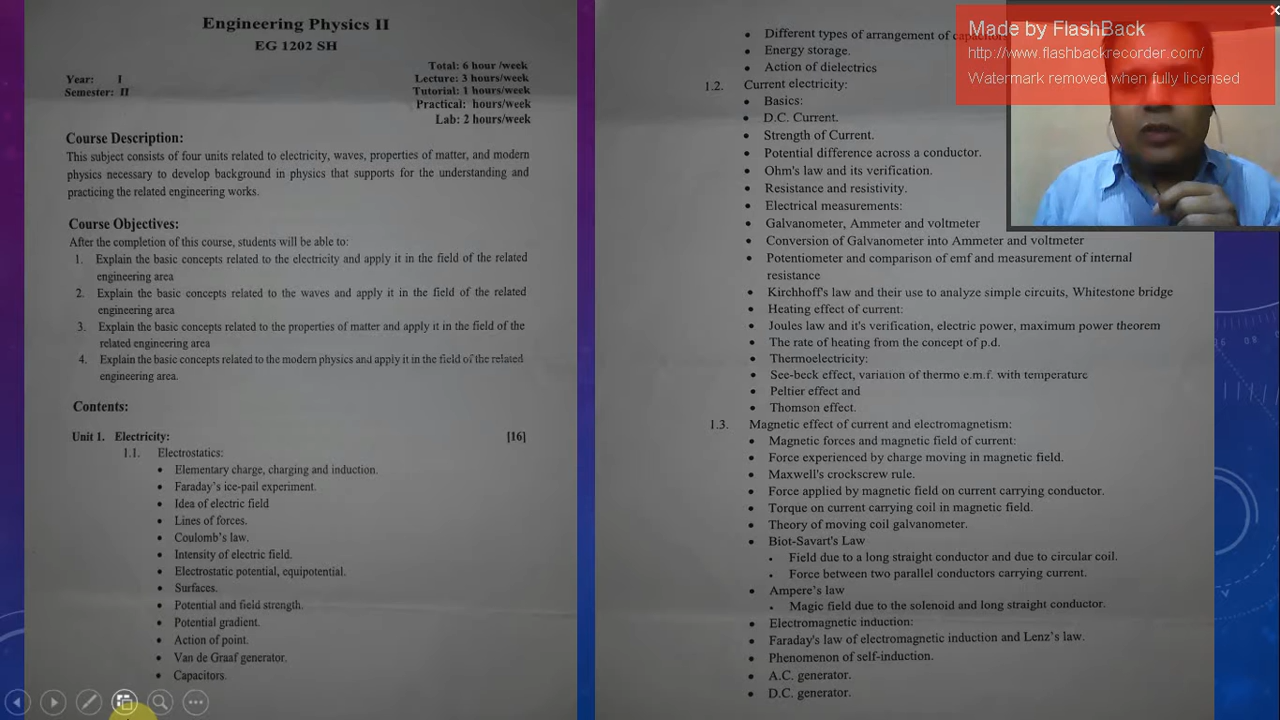 Engineering Physics II
EG 1202 SH
Total: 6 hour /week
Year: I
Lecture: 3 hours/week
Semester: II
Tutorial: 1 hours/week
Practical: hours/week
Lab: 2 hours/week
Course Description:
This subject consists of four units related to electricity, waves, properties of matter, and modern
physics necessary to develop background in physics that supports for the understanding and
practicing the related engineering works.
Course Objectives:
After the completion of this course, students will be able to:
1. Explain the basic concepts related to the electricity and apply it in the field of the related
engineering area
2. Explain the basic concepts related to the waves and apply it in the field of the related
engineering area
3. Explain the basic concepts related to the properties of matter and apply it in the field of the
related engineering area
4. Explain the basic concepts related to the modern physics and apply it in the field of the related
engineering area.
Contents:
Unit 1. Electricity: [16]
1.1. Electrostatics:
• Elementary charge, charging and induction.
• Faraday's ice-pail experiment.
• Idea of electric field
• Lines of forces.
• Coulomb's law.
• Intensity of electric field.
• Electrostatic potential, equipotential.
• Surfaces.
• Potential and field strength.
• Potential gradient.
• Action of point.
• Van de Graaf generator.
• Capacitors.
• Different types of arrangement of capacitors
• Energy storage.
• Action of dielectrics
1.2. Current electricity:
• Basics:
• D.C. Current.
• Strength of Current.
• Potential difference across a conductor.
• Ohm's law and its verification.
• Resistance and resistivity.
• Electrical measurements:
• Galvanometer, Ammeter and voltmeter
• Conversion of Galvanometer into Ammeter and voltmeter
• Potentiometer and comparison of emf and measurement of internal
resistance
• Kirchhoff's law and their use to analyze simple circuits, Whitestone bridge
• Heating effect of current:
• Joules law and it's verification, electric power, maximum power theorem
• The rate of heating from the concept of p.d.
• Thermoelectricity:
• See-beck effect, variation of thermo e.m.f. with temperature
• Peltier effect and
• Thomson effect.
1.3. Magnetic effect of current and electromagnetism:
• Magnetic forces and magnetic field of current:
• Force experienced by charge moving in magnetic field.
• Maxwell's crockscrew rule.
• Force applied by magnetic field on current carrying conductor.
• Torque on current carrying coil in magnetic field.
• Theory of moving coil galvanometer.
• Biot-Savart's Law
• Field due to a long straight conductor and due to circular coil.
• Force between two parallel conductors carrying current.
• Ampere's law
• Magic field due to the solenoid and long straight conductor.
• Electromagnetic induction:
• Faraday's law of electromagnetic induction and Lenz's law.
• Phenomenon of self-induction.
• A.C. generator.
• D.C. generator.
Made by FlashBack
http://www.flashbackrecorder.com/
Watermark removed when fully licensed